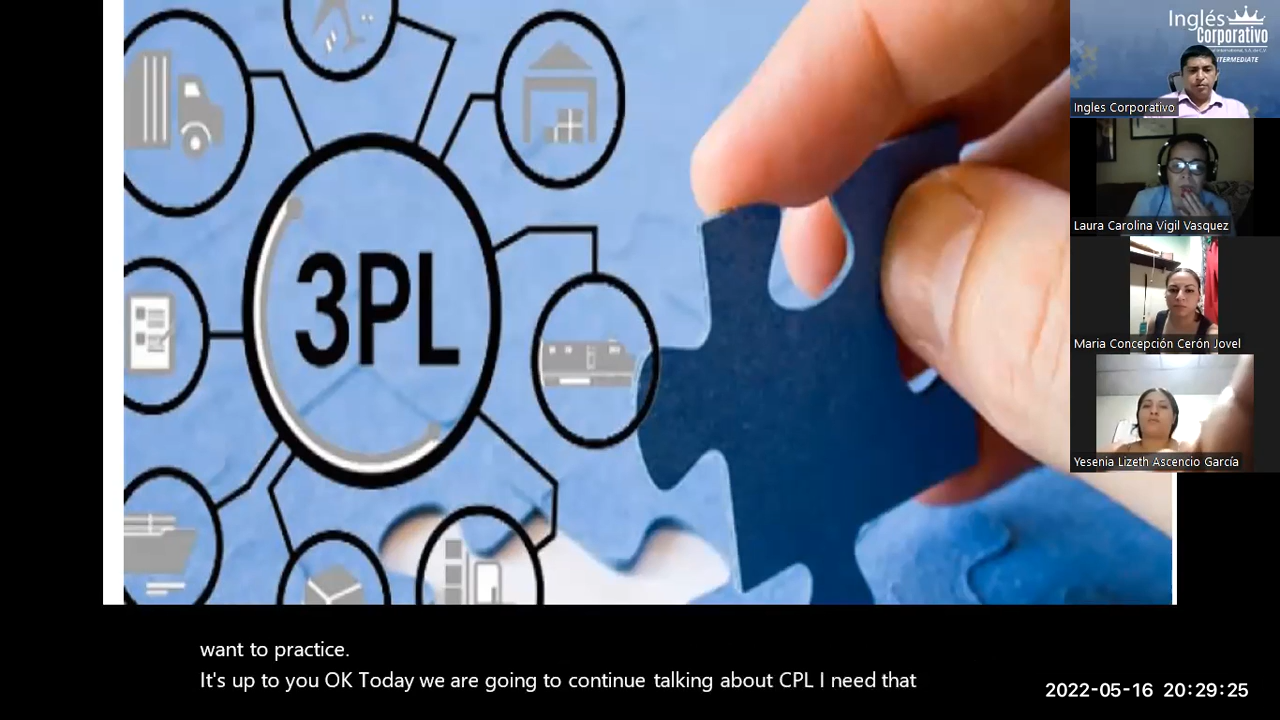 3PL
Inglés
Corporativo
INTERMEDIATE
Ingles Corporativo
Laura Carolina Vigil Vasquez
Maria Concepción Cerón Jovel
Yesenia Lizeth Ascencio García
want to practice.
It's up to you OK Today we are going to continue talking about CPL I need that
2022-05-16 20:29:25